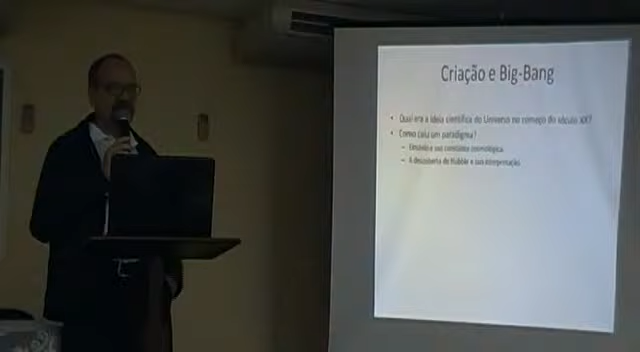 Criação e Big-Bang
• Qual era a ideia científica do Universo no começo do século XX?
• Como caiu um paradigma?
– Einstein e sua constante cosmológica
– A descoberta de Hubble e sua interpretação